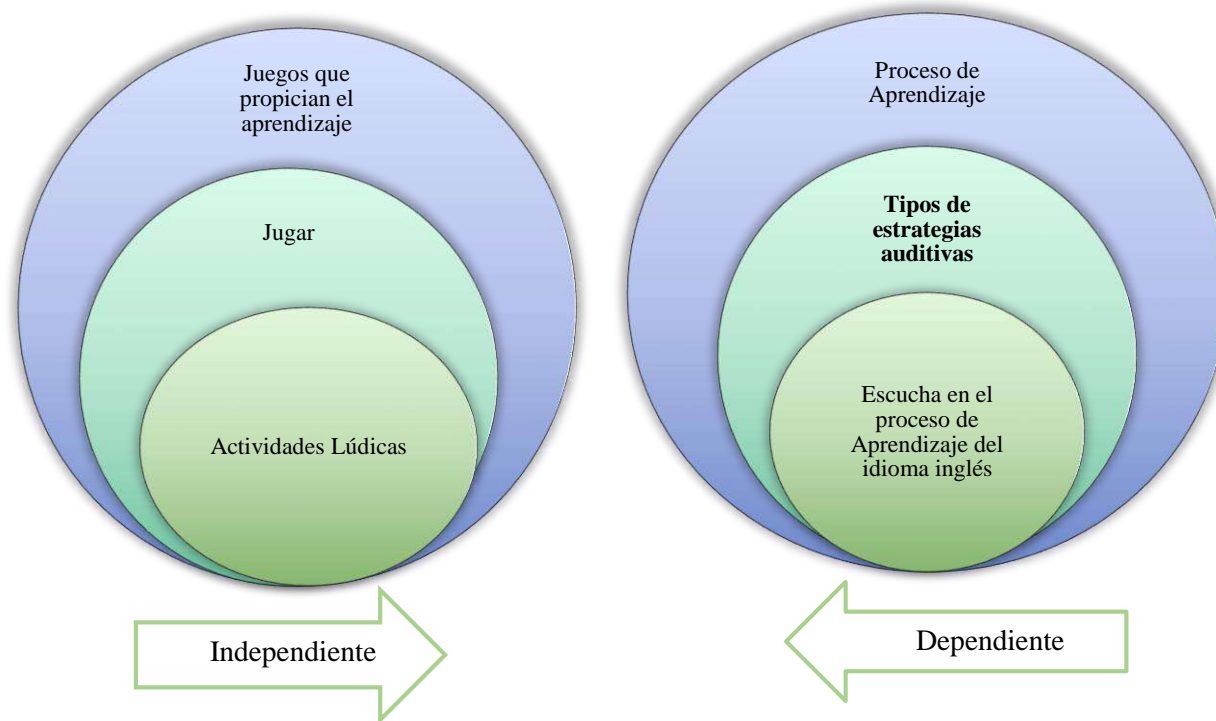 Juegos que
propician el
aprendizaje
Jugar
Actividades Lúdicas
Independiente
Proceso de
Aprendizaje
Tipos de
estrategias
auditivas
Escucha en el
proceso de
Aprendizaje del
idioma inglés
Dependiente